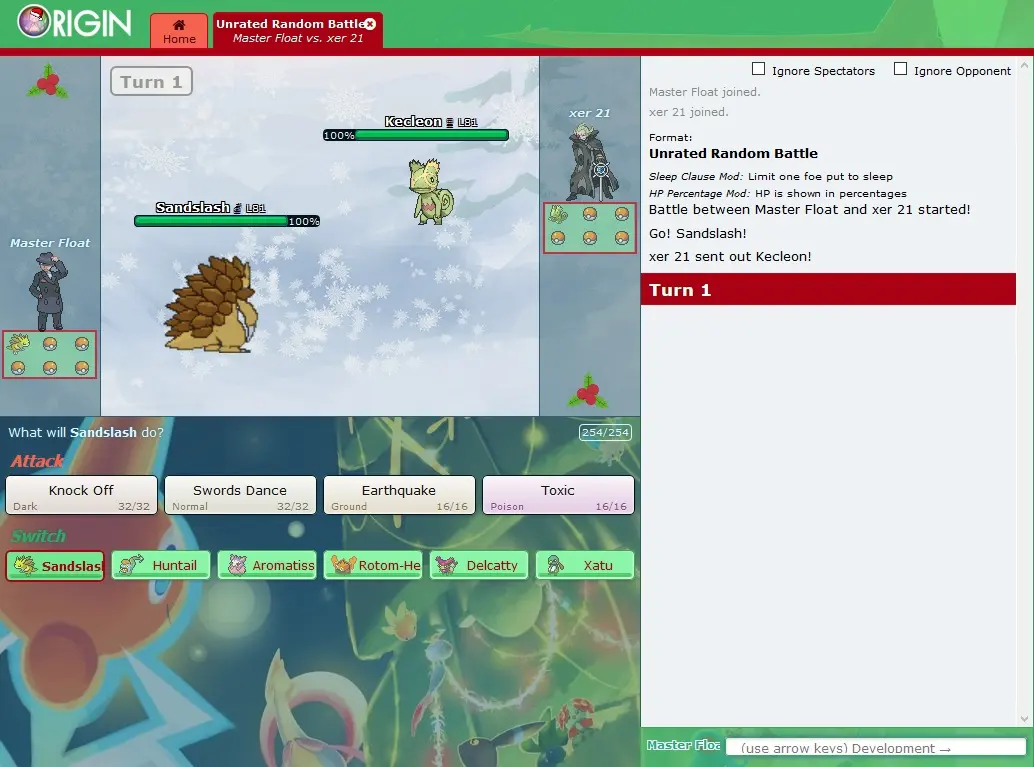 ORIGIN
Home
Unrated Random Battle
Master Float vs. xer 21
Turn 1
Kecleon L81
100%
Sandslash L81
100%
Master Float
xer 21
Ignore Spectators
Ignore Opponent
Master Float joined.
xer 21 joined.
Format:
Unrated Random Battle
Sleep Clause Mod: Limit one foe put to sleep
HP Percentage Mod: HP is shown in percentages
Battle between Master Float and xer 21 started!
Go! Sandslash!
xer 21 sent out Kecleon!
Turn 1
What will Sandslash do?
254/254
Attack
Knock Off
Dark 32/32
Swords Dance
Normal 32/32
Earthquake
Ground 16/16
Toxic
Poison 16/16
Switch
Sandslash
Huntail
Aromatiss
Rotom-He
Delcatty
Xatu
Master Floa
(use arrow keys) Development →